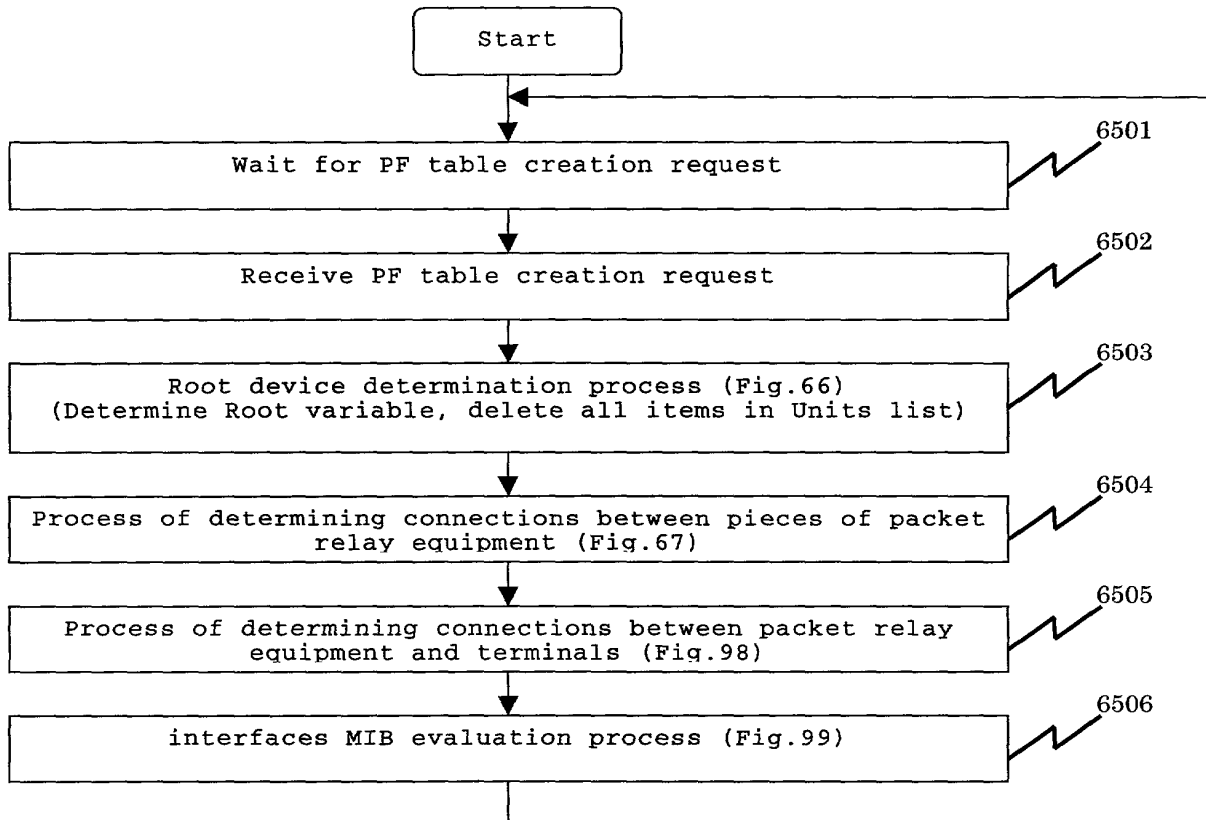 Start
6501
Wait for PF table creation request
6502
Receive PF table creation request
6503
Root device determination process (Fig.66)
(Determine Root variable, delete all items in Units list)
6504
Process of determining connections between pieces of packet
relay equipment (Fig.67)
6505
Process of determining connections between packet relay
equipment and terminals (Fig.98)
6506
interfaces MIB evaluation process (Fig.99)